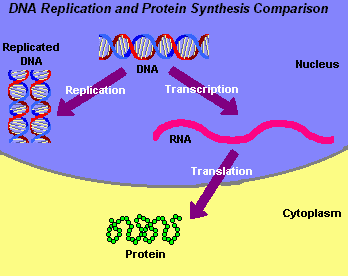 DNA Replication and Protein Synthesis Comparison
Replicated
DNA
DNA
Nucleus
Replication
Transcription
RNA
Translation
Cytoplasm
Protein